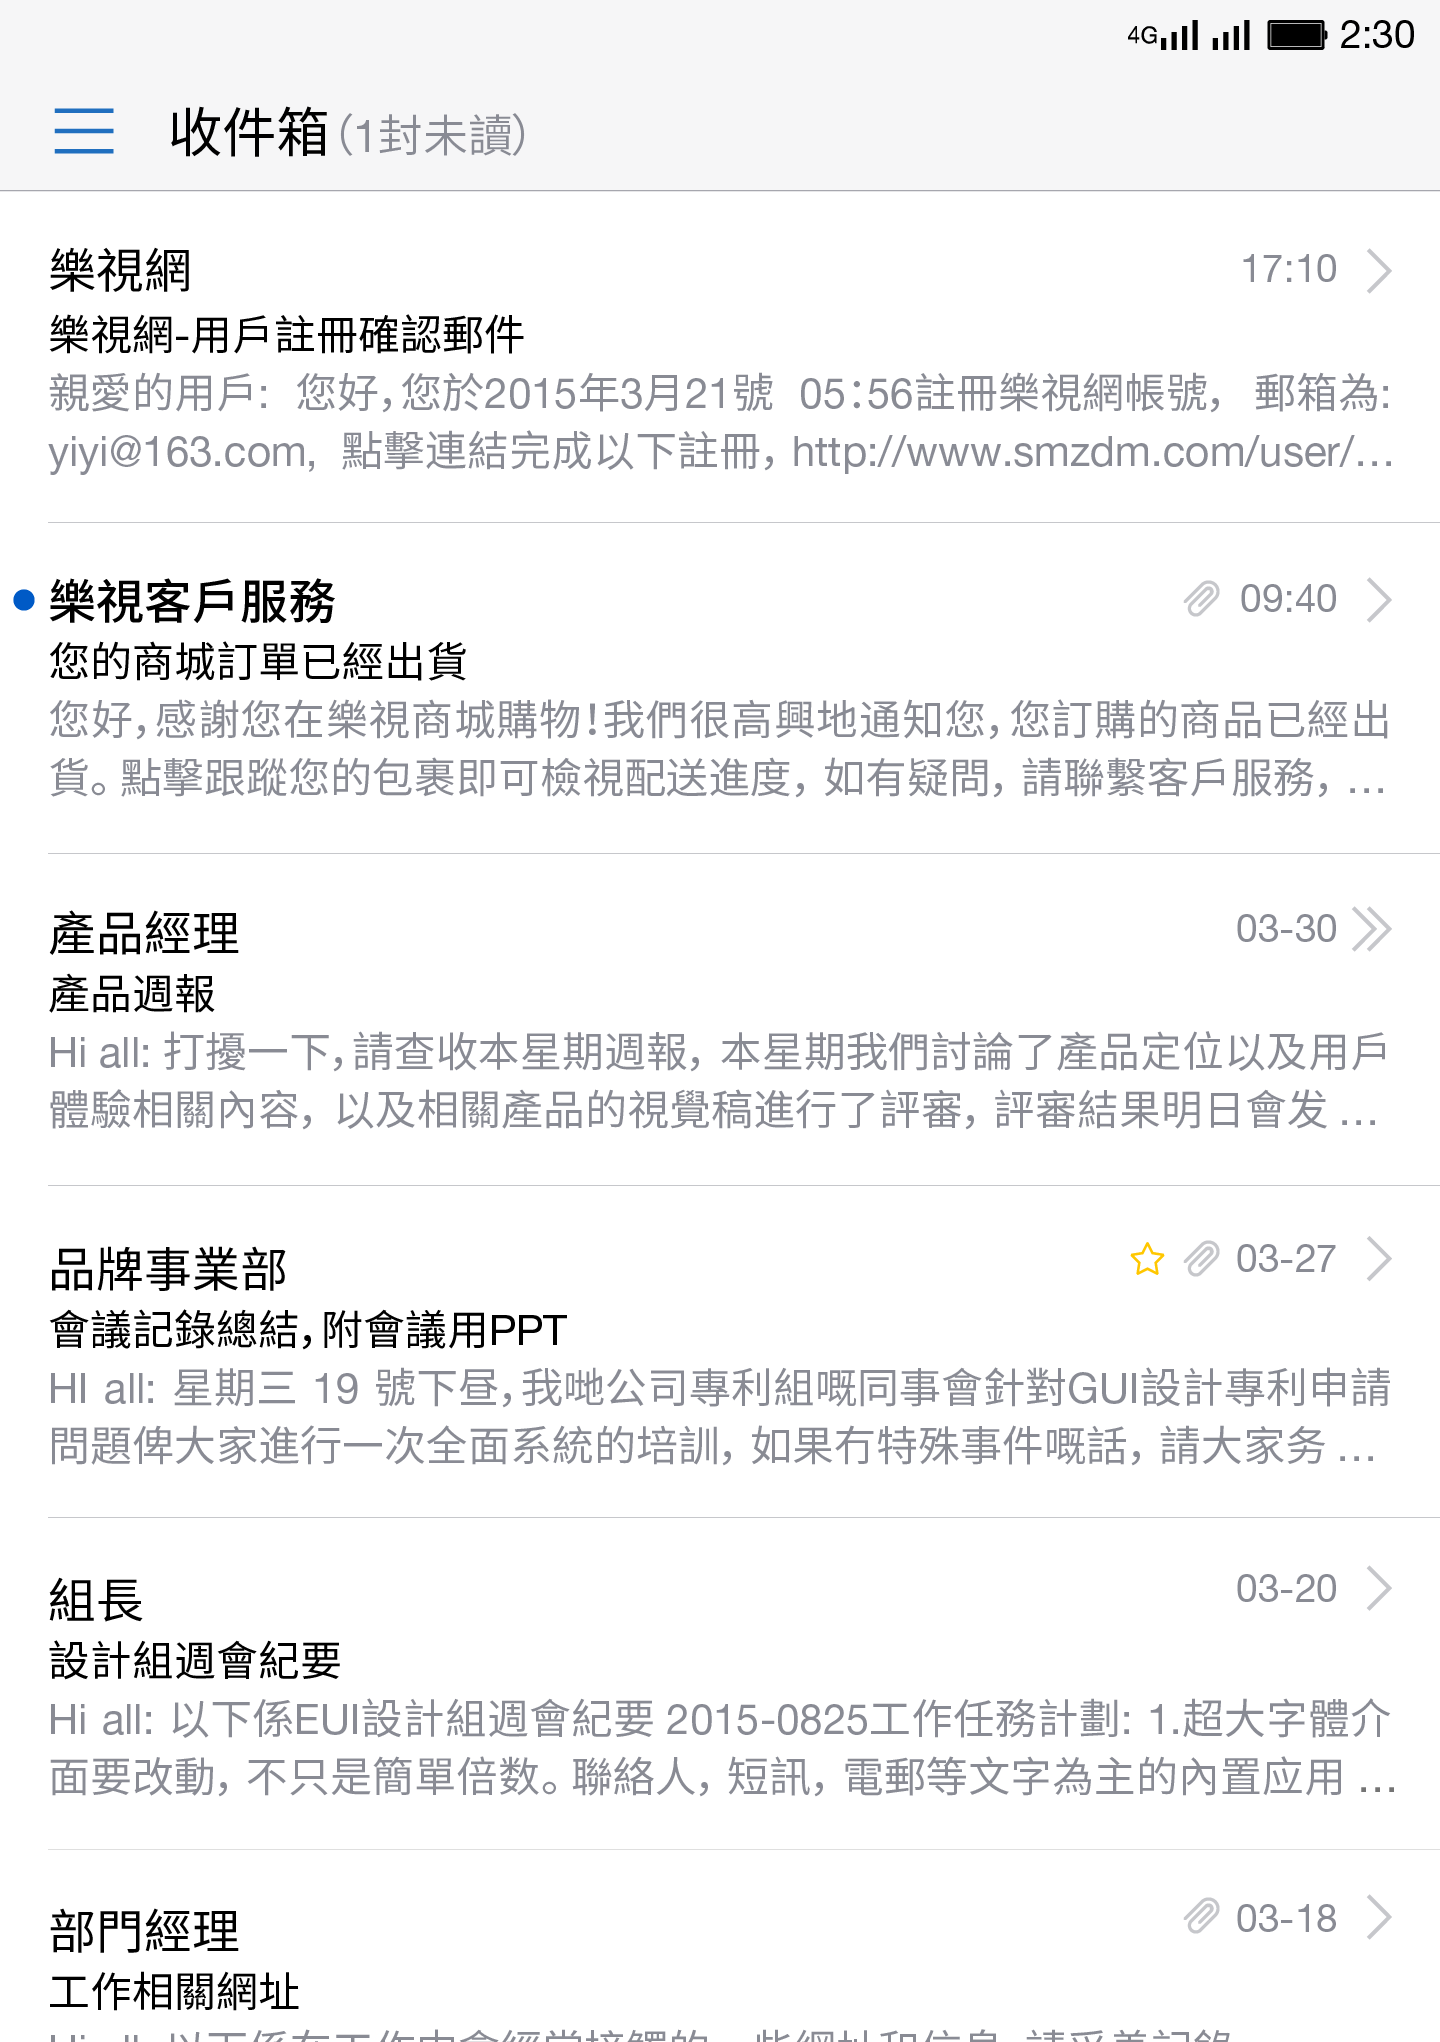 4G 2:30
收件箱(1封未讀)
樂視網 17:10
樂視網-用戶註冊確認郵件
親愛的用戶: 您好,您於2015年3月21號 05:56註冊樂視網帳號, 郵箱為:
yiyi@163.com, 點擊連結完成以下註冊, http://www.smzdm.com/user/...
樂視客戶服務 09:40
您的商城訂單已經出貨
您好,感謝您在樂視商城購物!我們很高興地通知您,您訂購的商品已經出
貨。點擊跟蹤您的包裹即可檢視配送進度, 如有疑問, 請聯繫客戶服務, ...
產品經理 03-30
產品週報
Hi all: 打擾一下,請查收本星期週報, 本星期我們討論了產品定位以及用戶
體驗相關內容, 以及相關產品的視覺稿進行了評審, 評審結果明日會发 ...
品牌事業部 03-27
會議記錄總結,附會議用PPT
HI all: 星期三 19 號下昼,我哋公司專利組嘅同事會針對GUI設計專利申請
問題俾大家進行一次全面系統的培訓, 如果冇特殊事件嘅話, 請大家务 ...
組長 03-20
設計組週會紀要
Hi all: 以下係EUI設計組週會紀要 2015-0825工作任務計劃: 1.超大字體介
面要改動, 不只是簡單倍数。聯絡人, 短訊, 電郵等文字為主的內置应用 ...
部門經理 03-18
工作相關網址